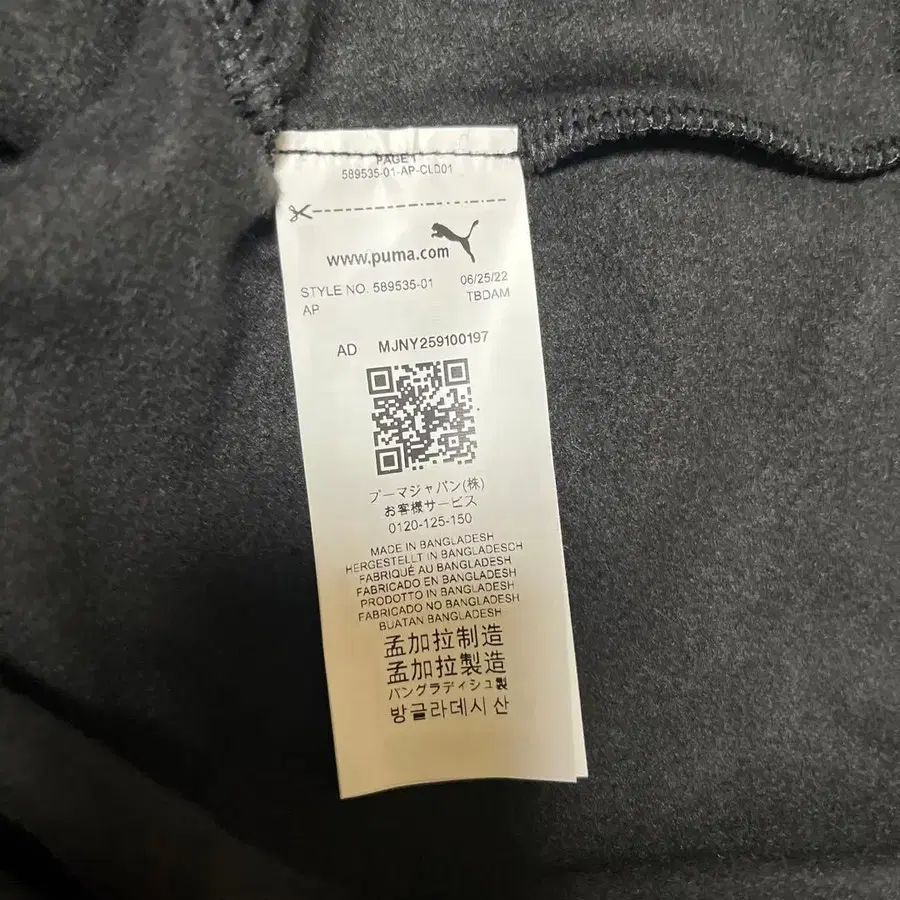 PAGE 1
589535-01-AP-CLD01
www.puma.com
STYLE NO. 589535-01 06/25/22
AP TBDAM
AD MJNY259100197
プーマジャパン(株)
お客様サービス
0120-125-150
MADE IN BANGLADESH
HERGESTELLT IN BANGLADESCH
FABRIQUÉ AU BANGLADESH
FABRICADO EN BANGLADESH
PRODOTTO IN BANGLADESH
FABRICADO NO BANGLADESH
BUATAN BANGLADESH
孟加拉制造
孟加拉製造
バングラディシュ製
방글라데시 산